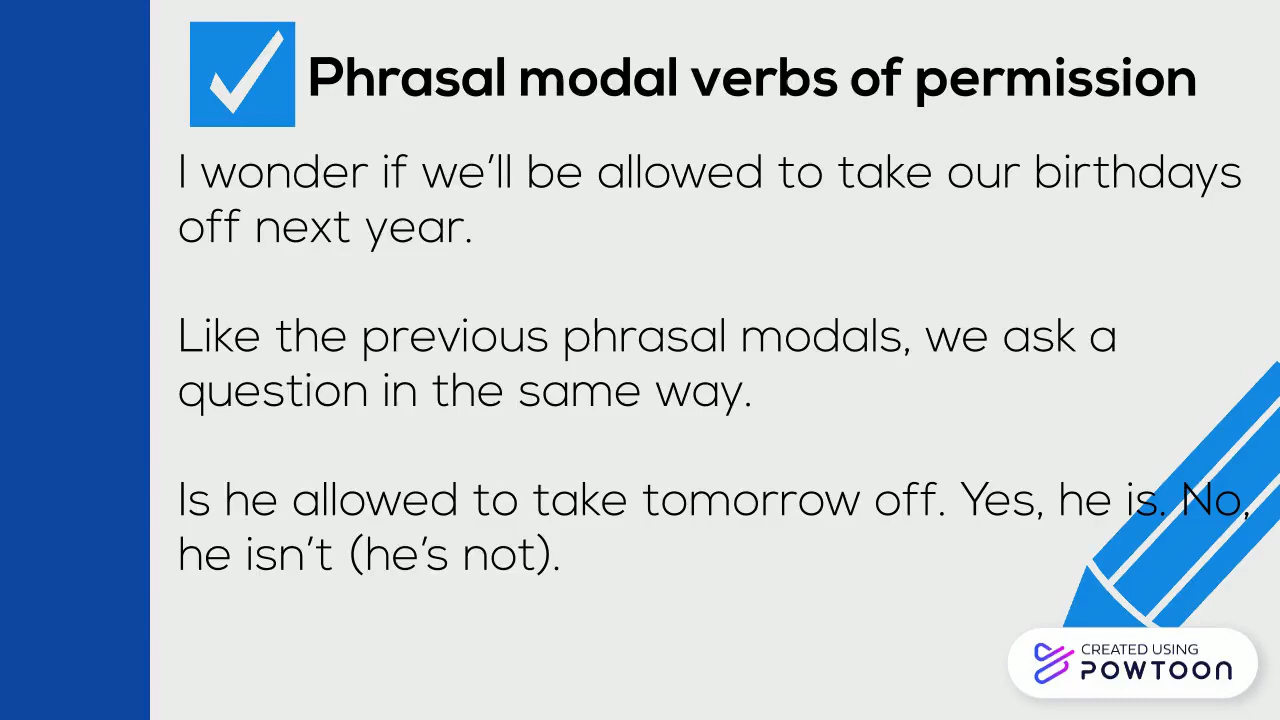 Phrasal modal verbs of permission
I wonder if we’ll be allowed to take our birthdays
off next year.
Like the previous phrasal modals, we ask a
question in the same way.
Is he allowed to take tomorrow off. Yes, he is. No,
he isn’t (he’s not).
CREATED USING
POWTOON